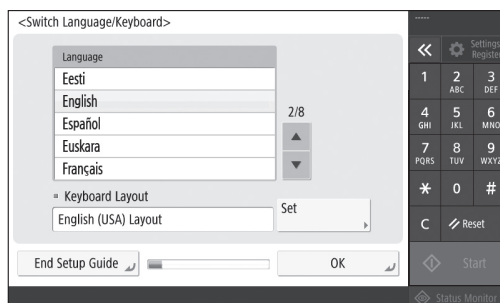 <Switch Language/Keyboard>
Language
Eesti
English
Español
Euskara
Français
2/8
Keyboard Layout
English (USA) Layout
Set
End Setup Guide
OK
Settings
Register
1
2 ABC
3 DEF
4 GHI
5 JKL
6 MNO
7 PQRS
8 TUV
9 WXYZ
*
0
#
C
Reset
Start
Status Monitor